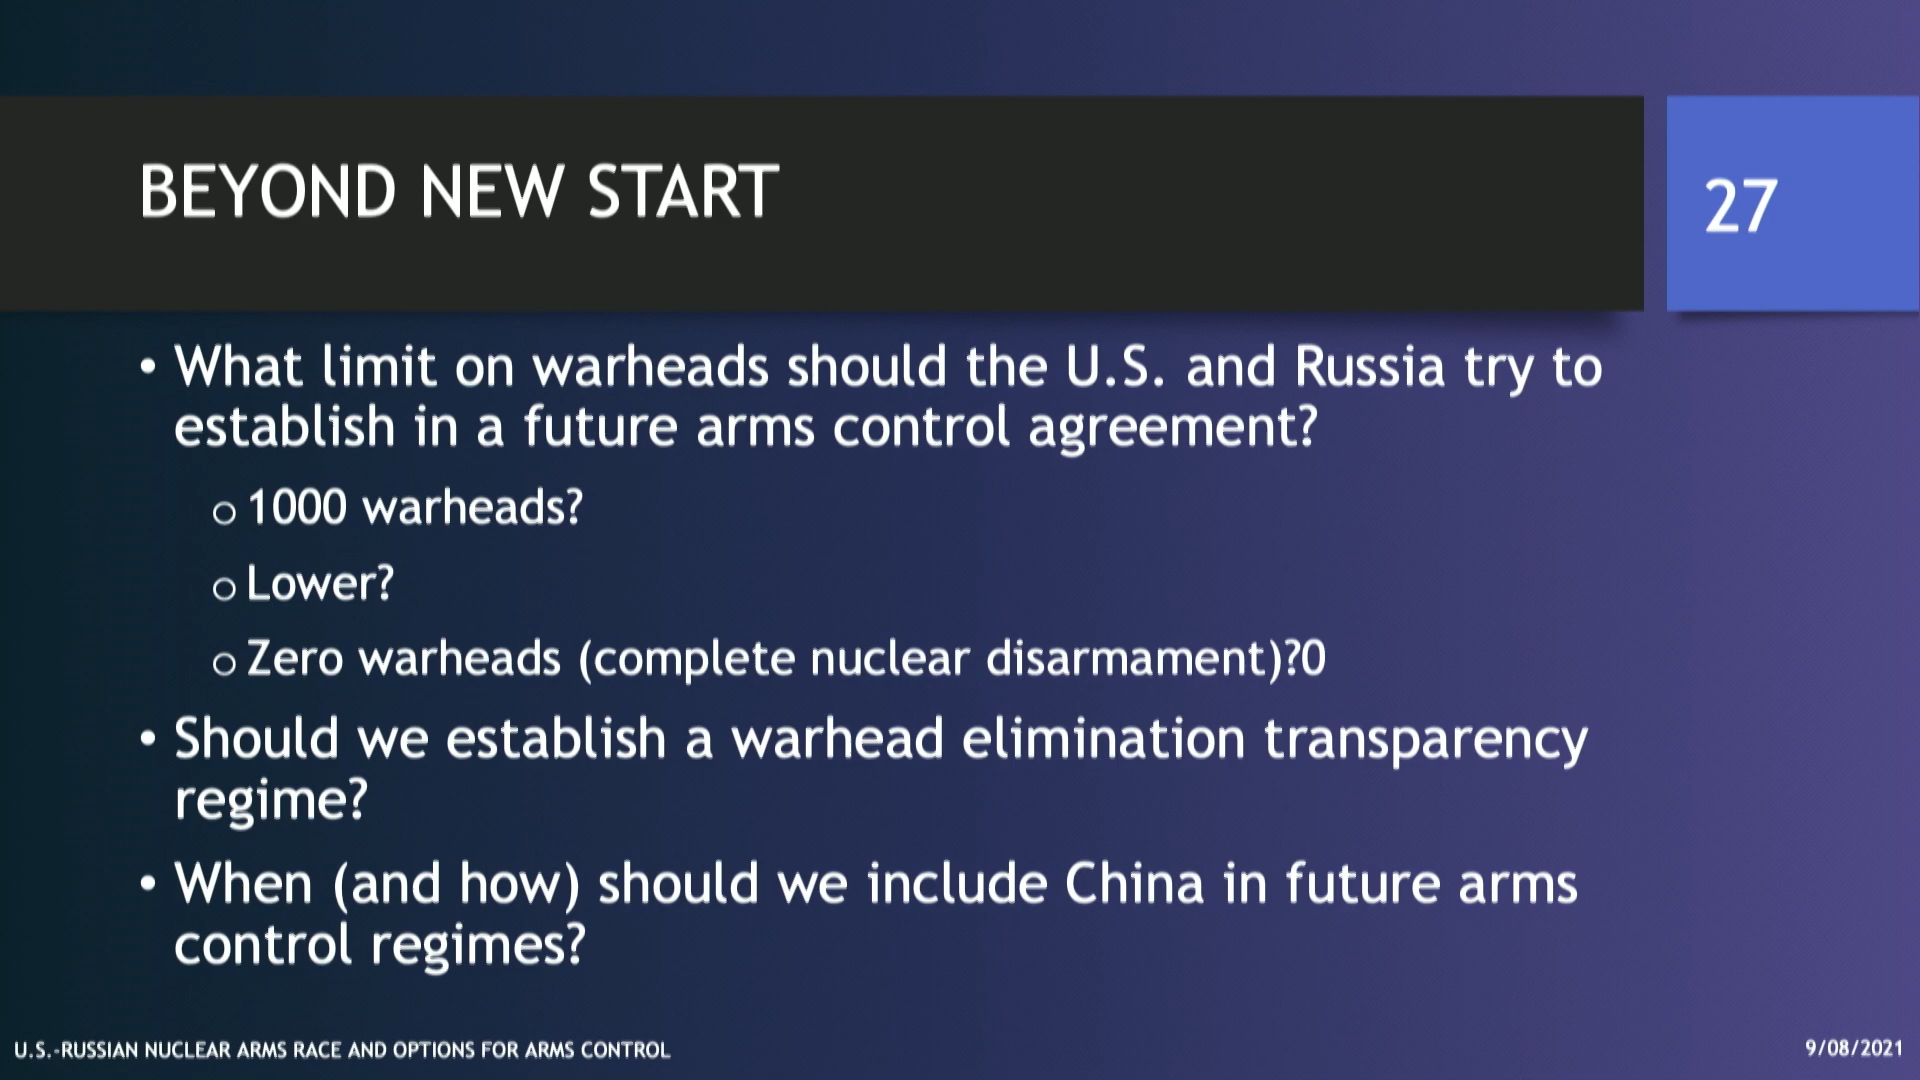 BEYOND NEW START
27
• What limit on warheads should the U.S. and Russia try to
establish in a future arms control agreement?
o 1000 warheads?
o Lower?
o Zero warheads (complete nuclear disarmament)?0
• Should we establish a warhead elimination transparency
regime?
• When (and how) should we include China in future arms
control regimes?
U.S.-RUSSIAN NUCLEAR ARMS RACE AND OPTIONS FOR ARMS CONTROL
9/08/2021